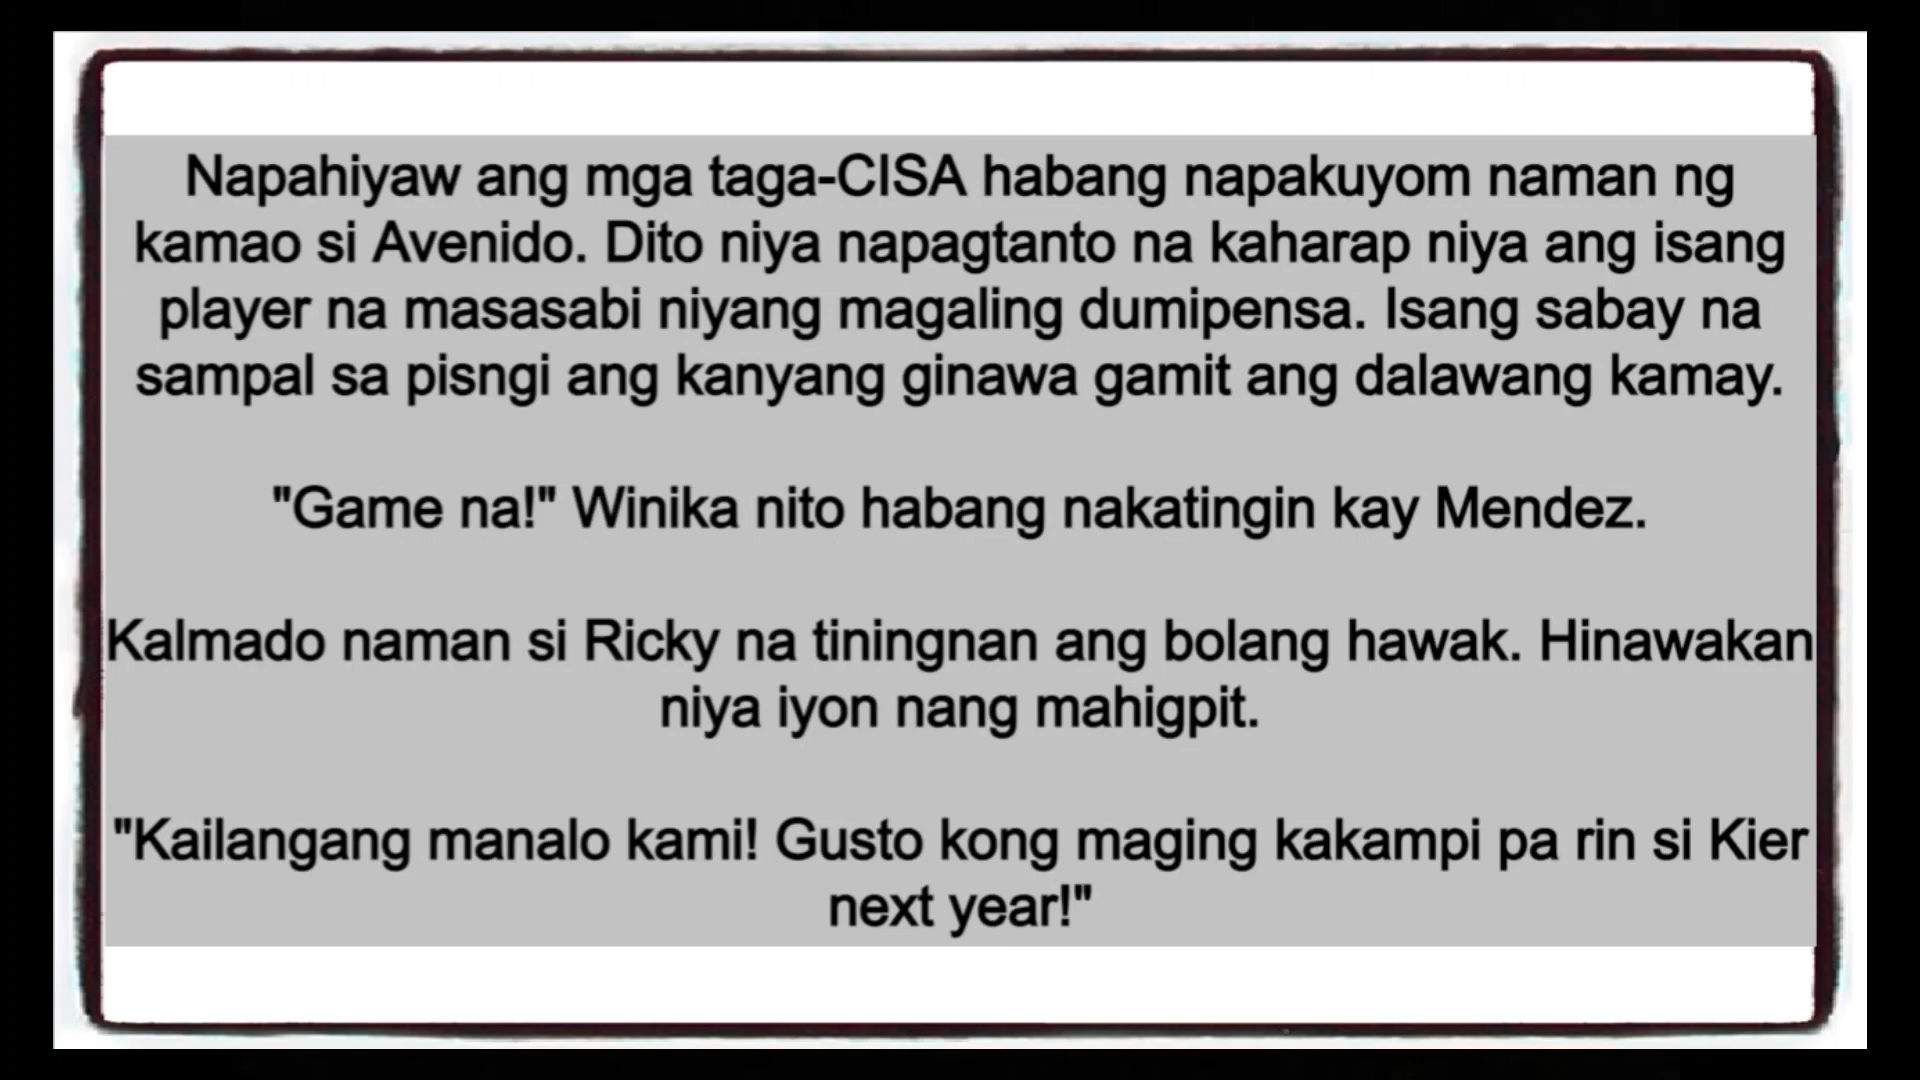 Napahiyaw ang mga taga-CISA habang napakuyom naman ng
kamao si Avenido. Dito niya napagtanto na kaharap niya ang isang
player na masasabi niyang magaling dumipensa. Isang sabay na
sampal sa pisngi ang kanyang ginawa gamit ang dalawang kamay.
"Game na!" Winika nito habang nakatingin kay Mendez.
Kalmado naman si Ricky na tiningnan ang bolang hawak. Hinawakan
niya iyon nang mahigpit.
"Kailangang manalo kami! Gusto kong maging kakampi pa rin si Kier
next year!"